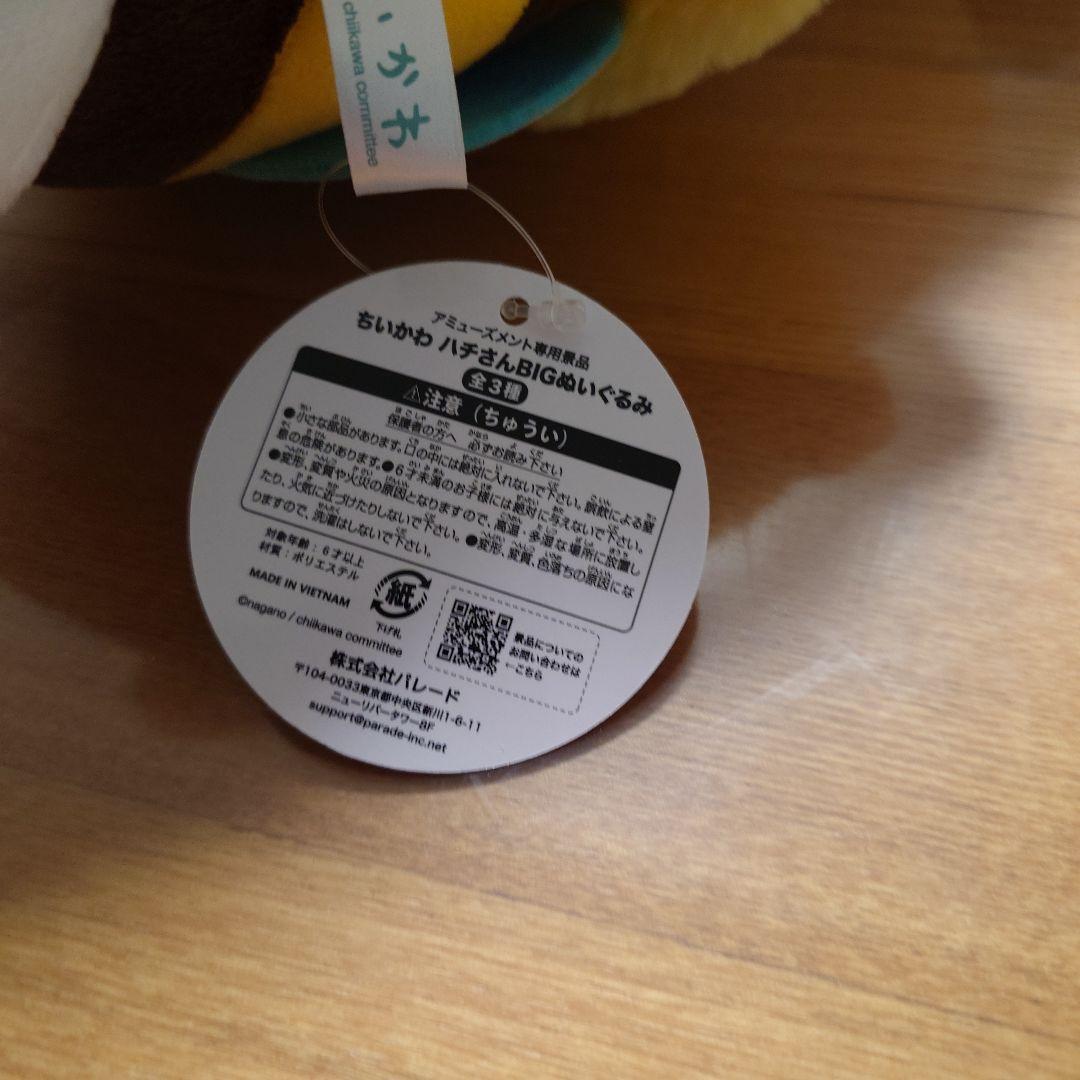 いかわ
chiikawa committee
アミューズメント専用景品
ちいかわ ハチさんBIGぬいぐるみ
全3種
⚠注意（ちゅうい）
保護者の方へ 必ずお読み下さい
●小さな部品があります。口の中には絶対に入れないで下さい。誤飲による窒
息の危険があります。●6才未満のお子様には絶対に与えないで下さい。
●変形、変質や火災の原因となりますので、高温・多湿な場所に放置し
たり、火気に近づけたりしないで下さい。●変形、変質、色落ちの原因にな
りますので、洗濯はしないで下さい。
対象年齢：6才以上
材質：ポリエステル
MADE IN VIETNAM
紙
下げ札
©nagano / chiikawa committee
景品についての
お問い合わせは
←こちら
株式会社パレード
〒104-0033東京都中央区新川1-6-11
ニューリバータワー8F
support@parade-inc.net